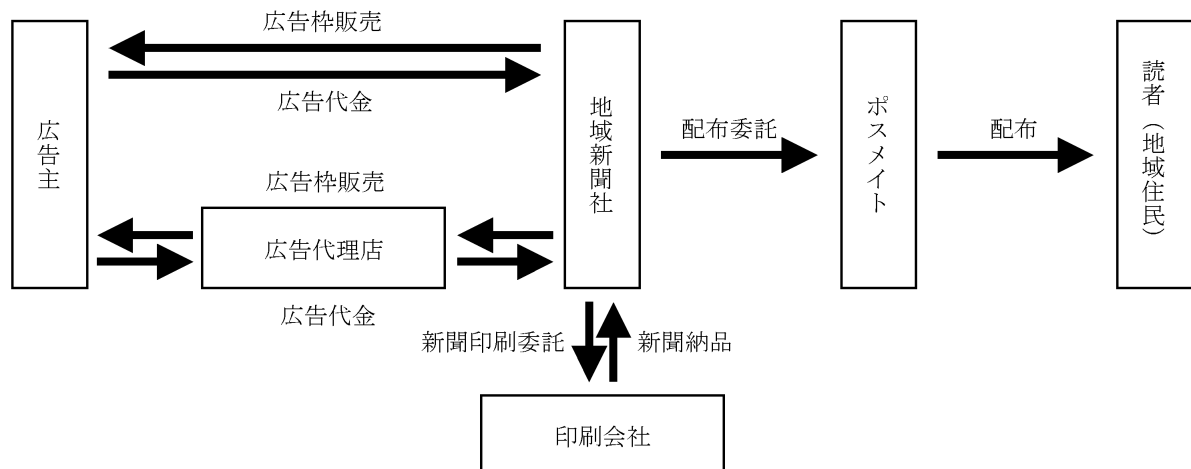 広告枠販売
広告代金
広告主
広告枠販売
広告代理店
広告代金
地域新聞社
配布委託
ポスメイト
配布
読者（地域住民）
新聞印刷委託
新聞納品
印刷会社